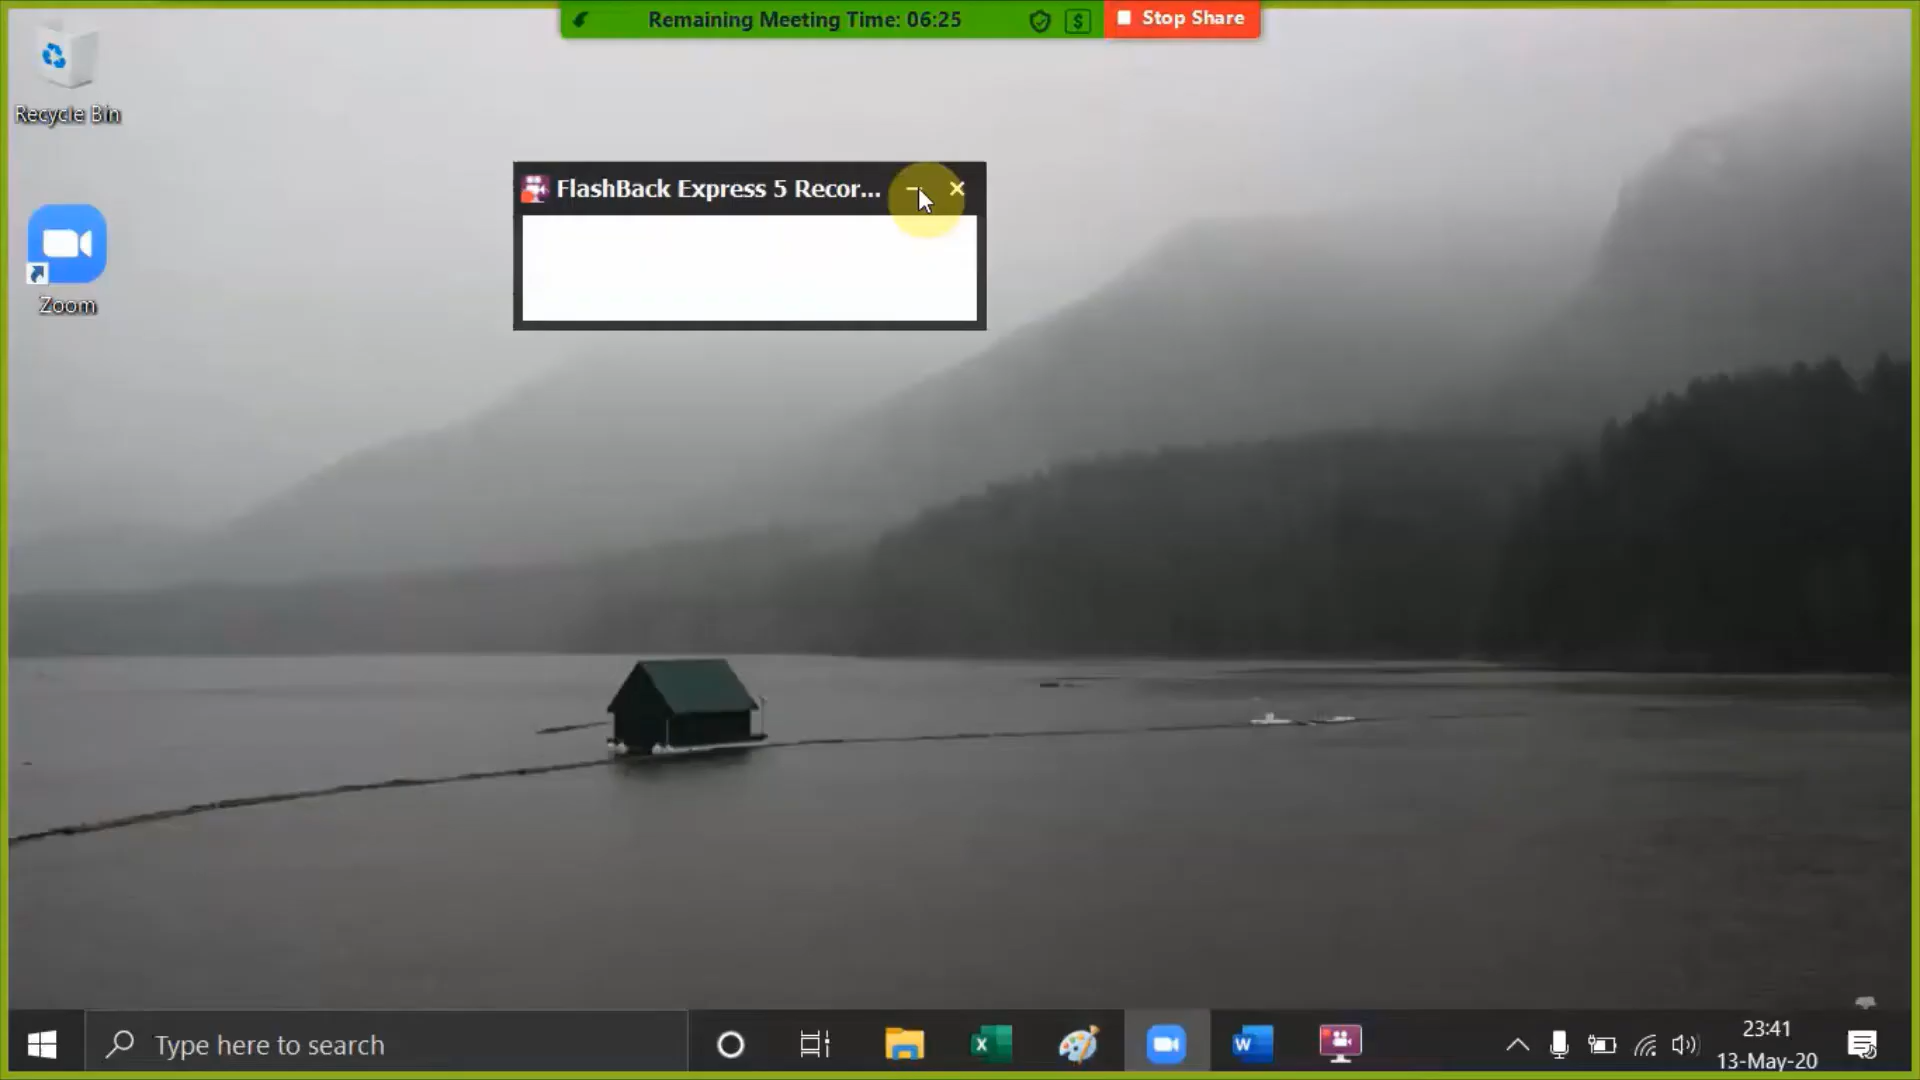 Remaining Meeting Time: 06:25
$
Stop Share
Recycle Bin
FlashBack Express 5 Recor...
Zoom
Type here to search
X
W
23:41
13-May-20